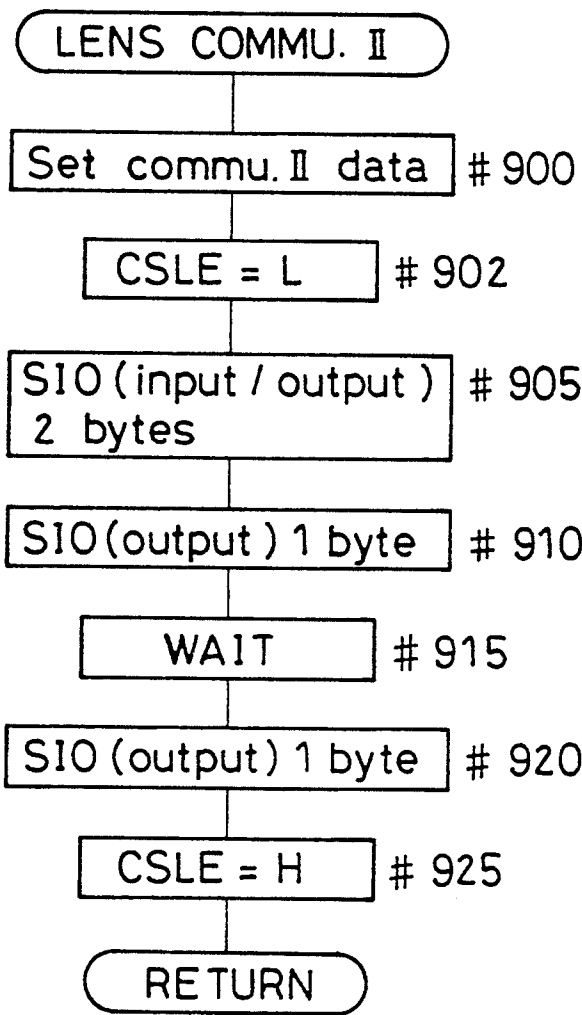 LENS COMMU. II
Set commu. II data # 900
CSLE = L # 902
SIO (input / output) # 905
2 bytes
SIO (output) 1 byte # 910
WAIT # 915
SIO (output) 1 byte # 920
CSLE = H # 925
RETURN